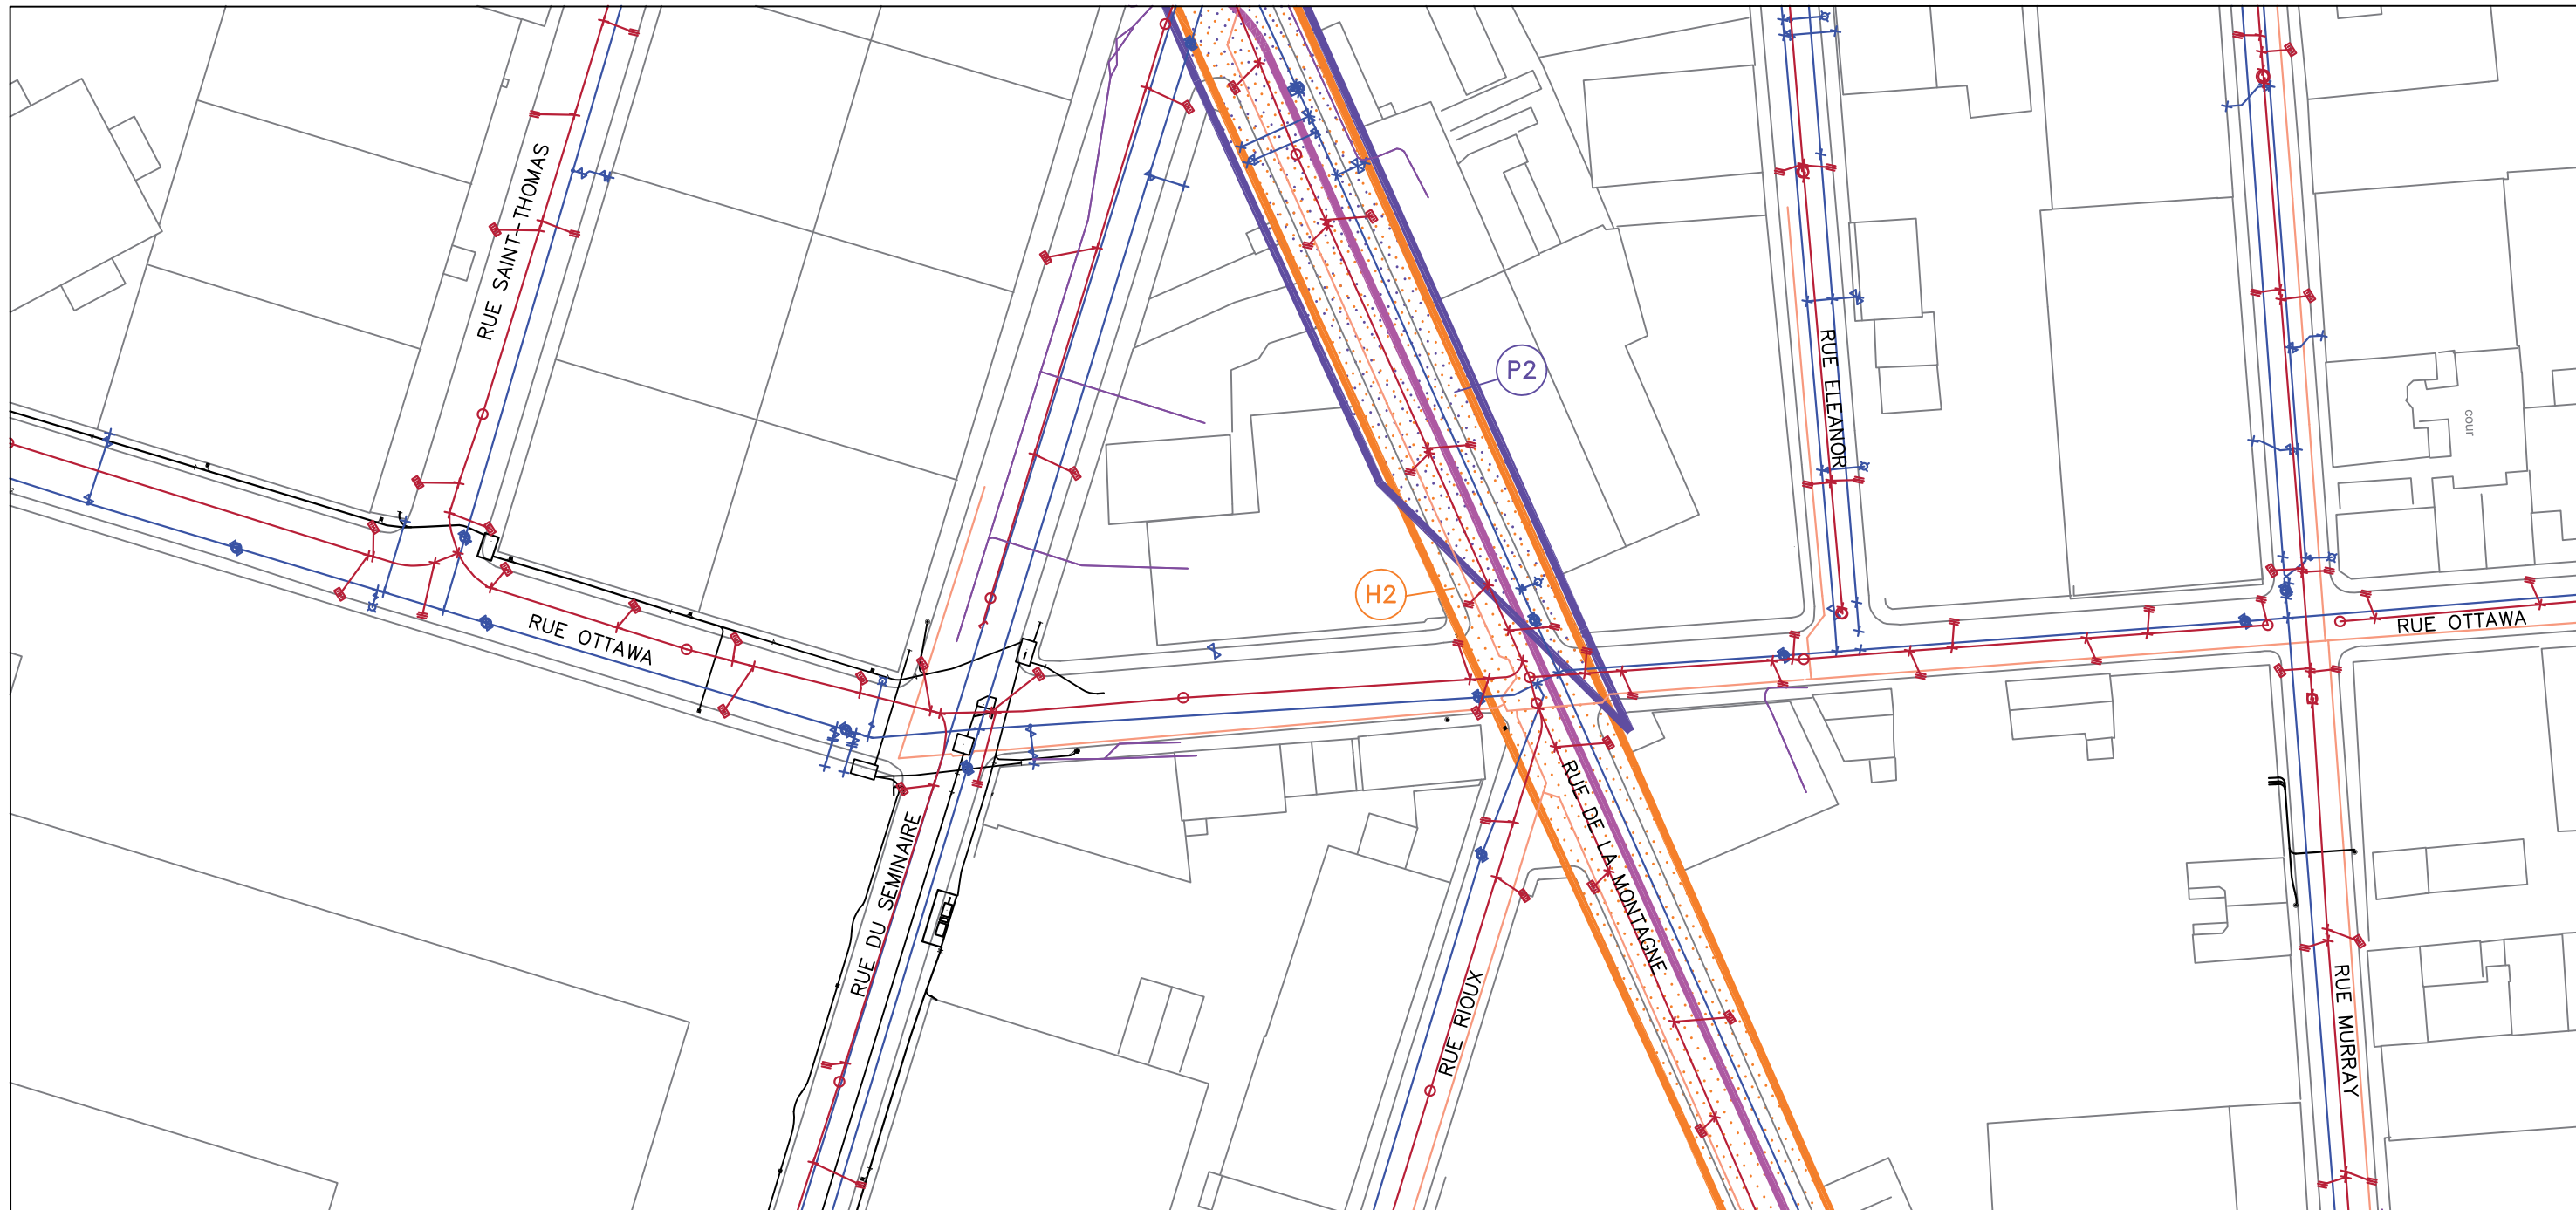 RUE SAINT-THOMAS
P2
RUE ELEANOR
cour
H2
RUE OTTAWA
RUE OTTAWA
RUE DU SEMINAIRE
RUE DE LA MONTAGNE
RUE RIOUX
RUE MURRAY